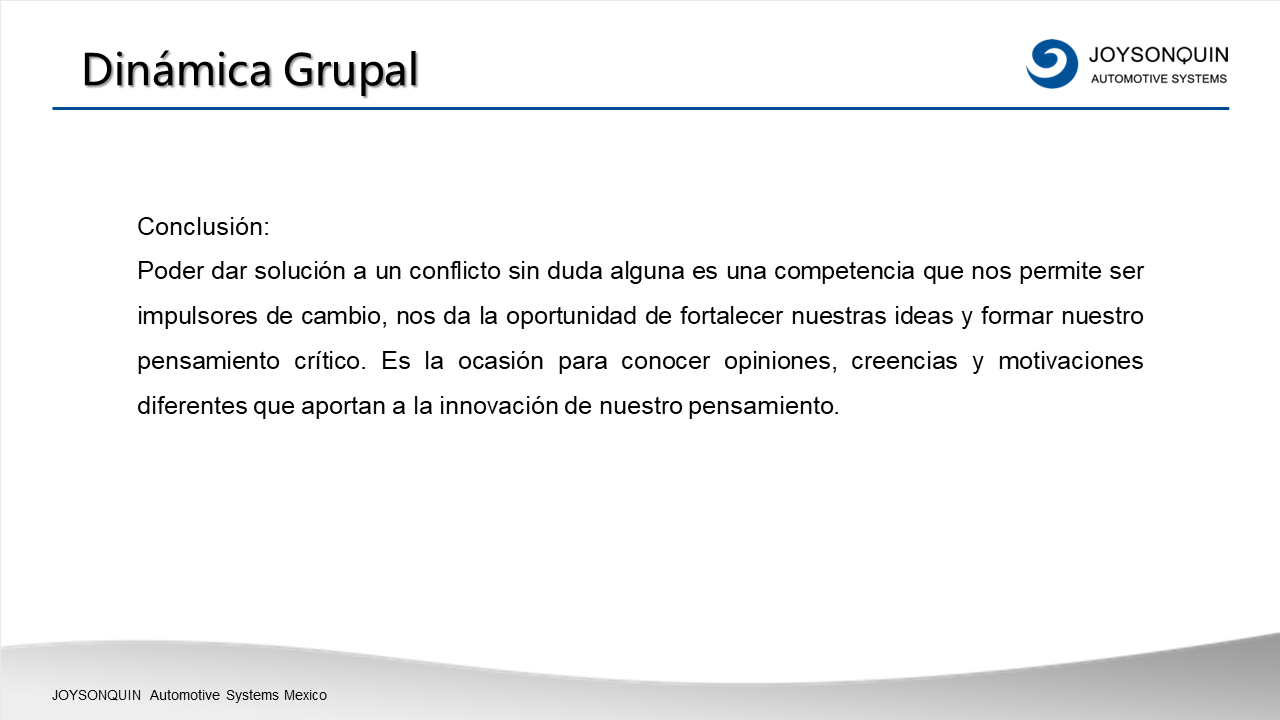 Dinámica Grupal
JOYSONQUIN
AUTOMOTIVE SYSTEMS
Conclusión:
Poder dar solución a un conflicto sin duda alguna es una competencia que nos permite ser
impulsores de cambio, nos da la oportunidad de fortalecer nuestras ideas y formar nuestro
pensamiento crítico. Es la ocasión para conocer opiniones, creencias y motivaciones
diferentes que aportan a la innovación de nuestro pensamiento.
JOYSONQUIN Automotive Systems Mexico